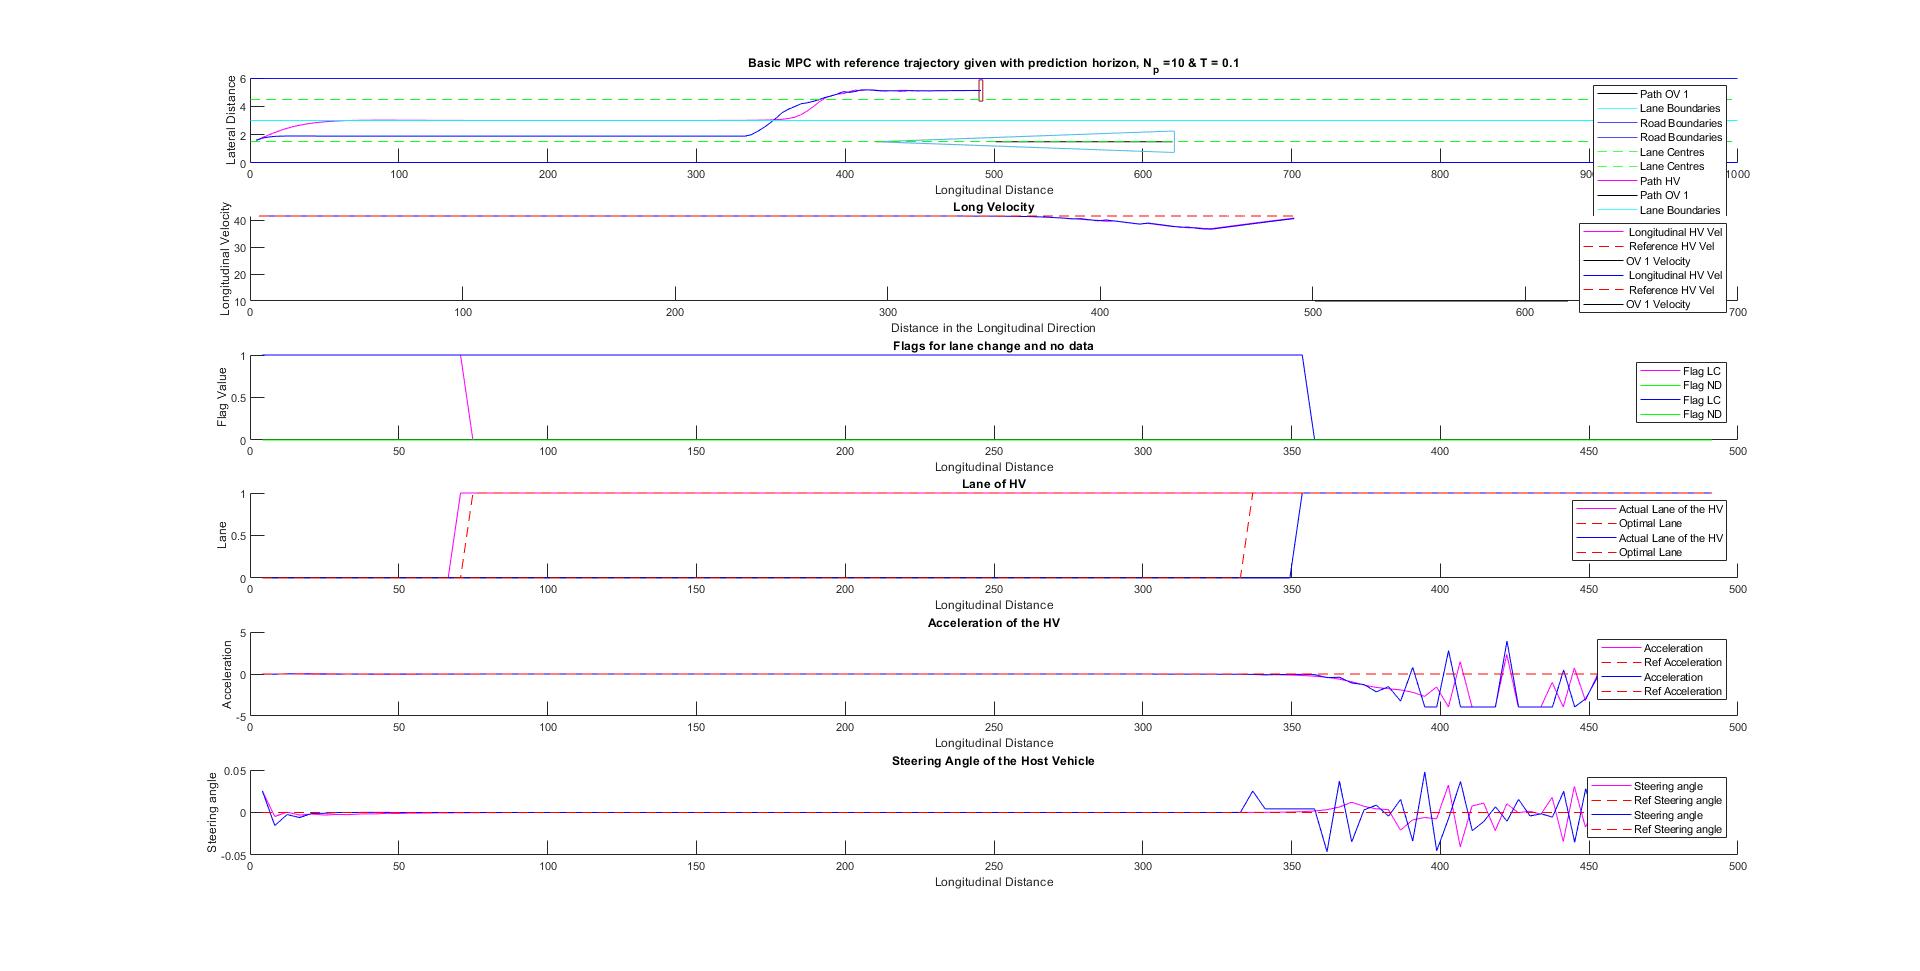 Basic MPC with reference trajectory given with prediction horizon, Np =10 & T = 0.1
Lateral Distance
6
4
2
0
0 100 200 300 400 500 600 700 800 1000
Longitudinal Distance
Path OV 1
Lane Boundaries
Road Boundaries
Road Boundaries
Lane Centres
Lane Centres
Path HV
Path OV 1
Lane Boundaries
Long Velocity
Longitudinal Velocity
40
30
20
10
0 100 200 300 400 500 600 700
Distance in the Longitudinal Direction
Longitudinal HV Vel
Reference HV Vel
OV 1 Velocity
Longitudinal HV Vel
Reference HV Vel
OV 1 Velocity
Flags for lane change and no data
Flag Value
1
0.5
0
0 50 100 150 200 250 300 350 400 450 500
Longitudinal Distance
Flag LC
Flag ND
Flag LC
Flag ND
Lane of HV
Lane
1
0.5
0
0 50 100 150 200 250 300 350 400 450 500
Longitudinal Distance
Actual Lane of the HV
Optimal Lane
Actual Lane of the HV
Optimal Lane
Acceleration of the HV
Acceleration
5
0
-5
0 50 100 150 200 250 300 350 400 450 500
Longitudinal Distance
Acceleration
Ref Acceleration
Acceleration
Ref Acceleration
Steering Angle of the Host Vehicle
Steering angle
0.05
0
-0.05
0 50 100 150 200 250 300 350 400 450 500
Longitudinal Distance
Steering angle
Ref Steering angle
Steering angle
Ref Steering angle